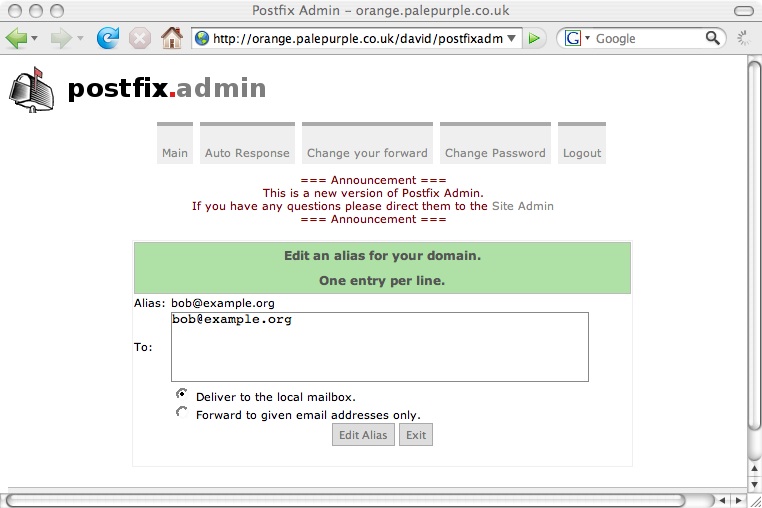 Postfix Admin – orange.palepurple.co.uk
http://orange.palepurple.co.uk/david/postfixadm
G Google
postfix.admin
Main Auto Response Change your forward Change Password Logout
=== Announcement ===
This is a new version of Postfix Admin.
If you have any questions please direct them to the Site Admin
=== Announcement ===
Edit an alias for your domain.
One entry per line.
Alias: bob@example.org
bob@example.org
To:
Deliver to the local mailbox.
Forward to given email addresses only.
Edit Alias Exit